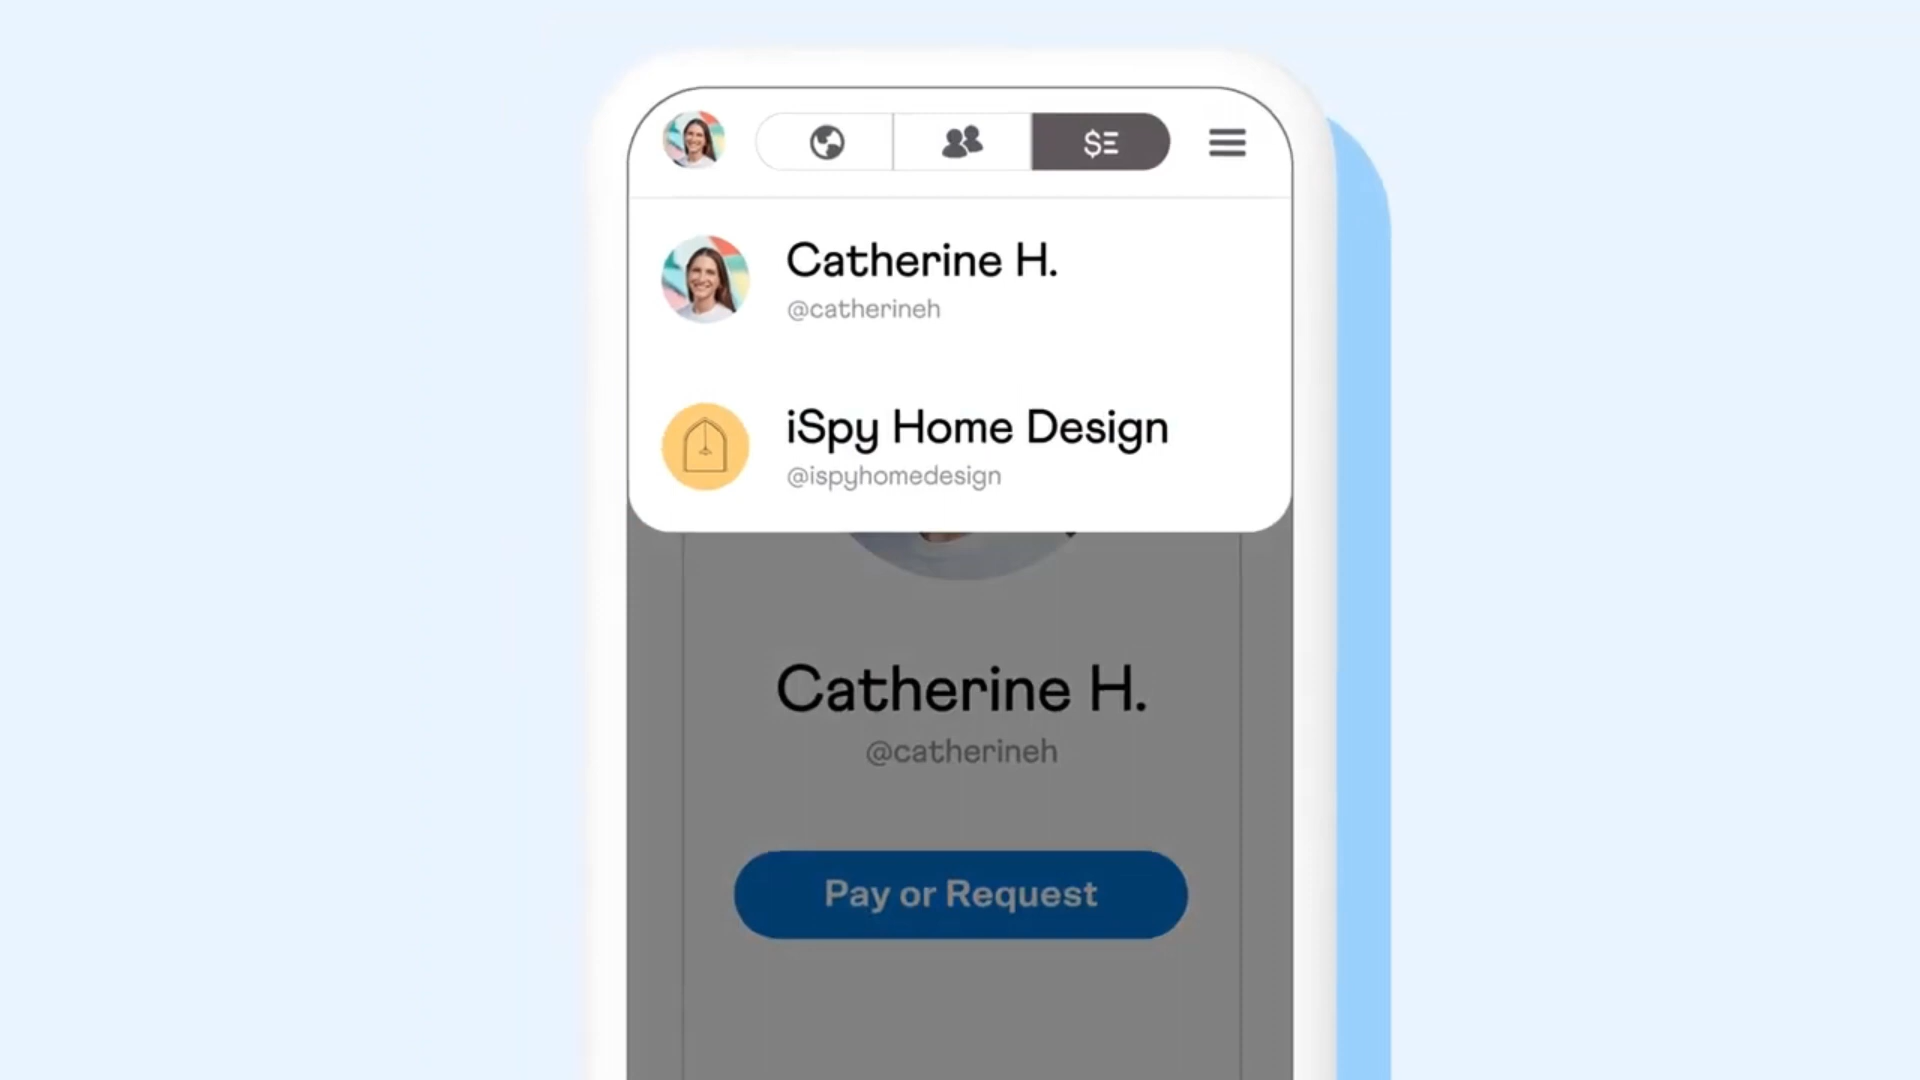 $
Catherine H.
@catherineh
iSpy Home Design
@ispyhomedesign
Catherine H.
@catherineh
Pay or Request